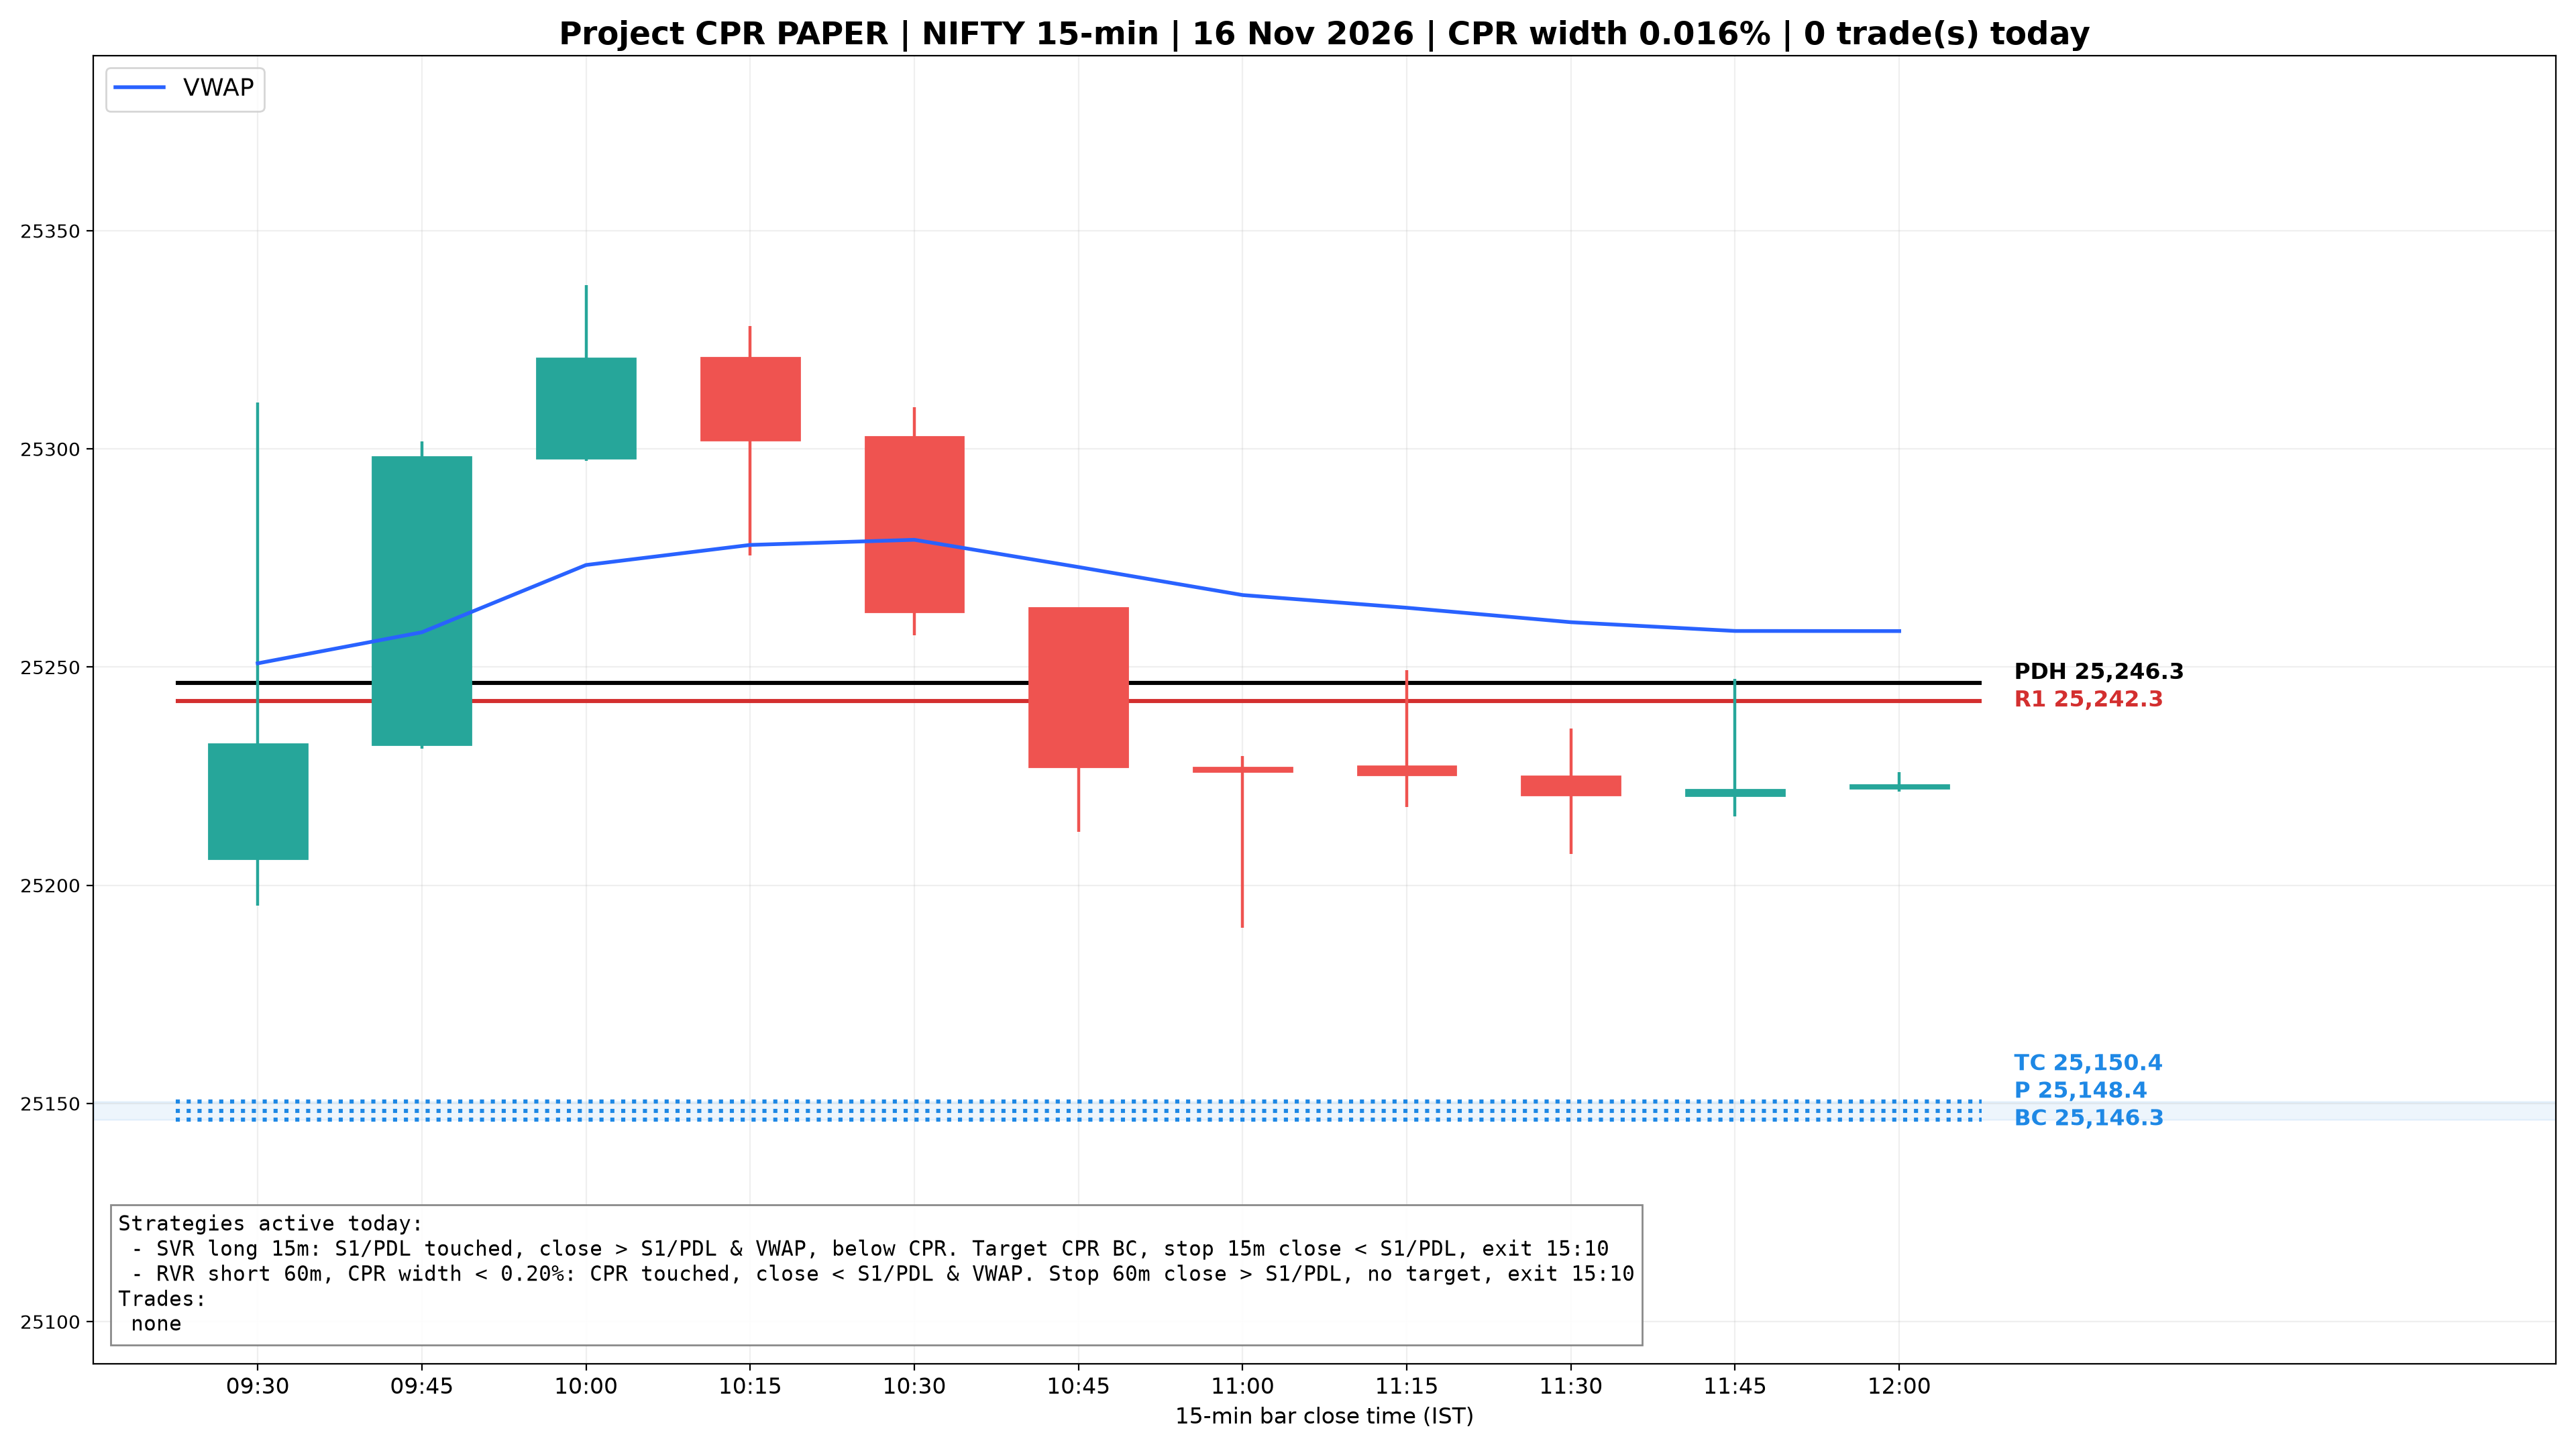 Project CPR PAPER | NIFTY 15-min | 16 Nov 2026 | CPR width 0.016% | 0 trade(s) today
VWAP
25350
25300
25250
25200
25150
25100
PDH 25,246.3
R1 25,242.3
TC 25,150.4
P 25,148.4
BC 25,146.3
Strategies active today:
- SVR long 15m: S1/PDL touched, close > S1/PDL & VWAP, below CPR. Target CPR BC, stop 15m close < S1/PDL, exit 15:10
- RVR short 60m, CPR width < 0.20%: CPR touched, close < S1/PDL & VWAP. Stop 60m close > S1/PDL, no target, exit 15:10
Trades:
none
09:30 09:45 10:00 10:15 10:30 10:45 11:00 11:15 11:30 11:45 12:00
15-min bar close time (IST)